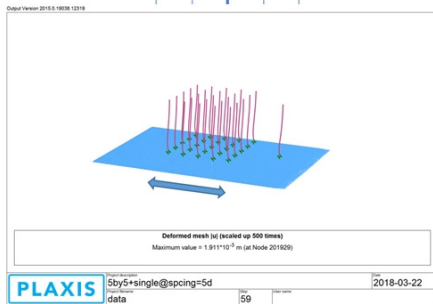 Output Version 2015.0.19038.12319
Deformed mesh |u| (scaled up 500 times)
Maximum value = 1.911*10⁻³ m (at Node 201929)
PLAXIS
Project description
5by5+single@spcing=5d
Date
2018-03-22
Project filename
data
Step
59
User name